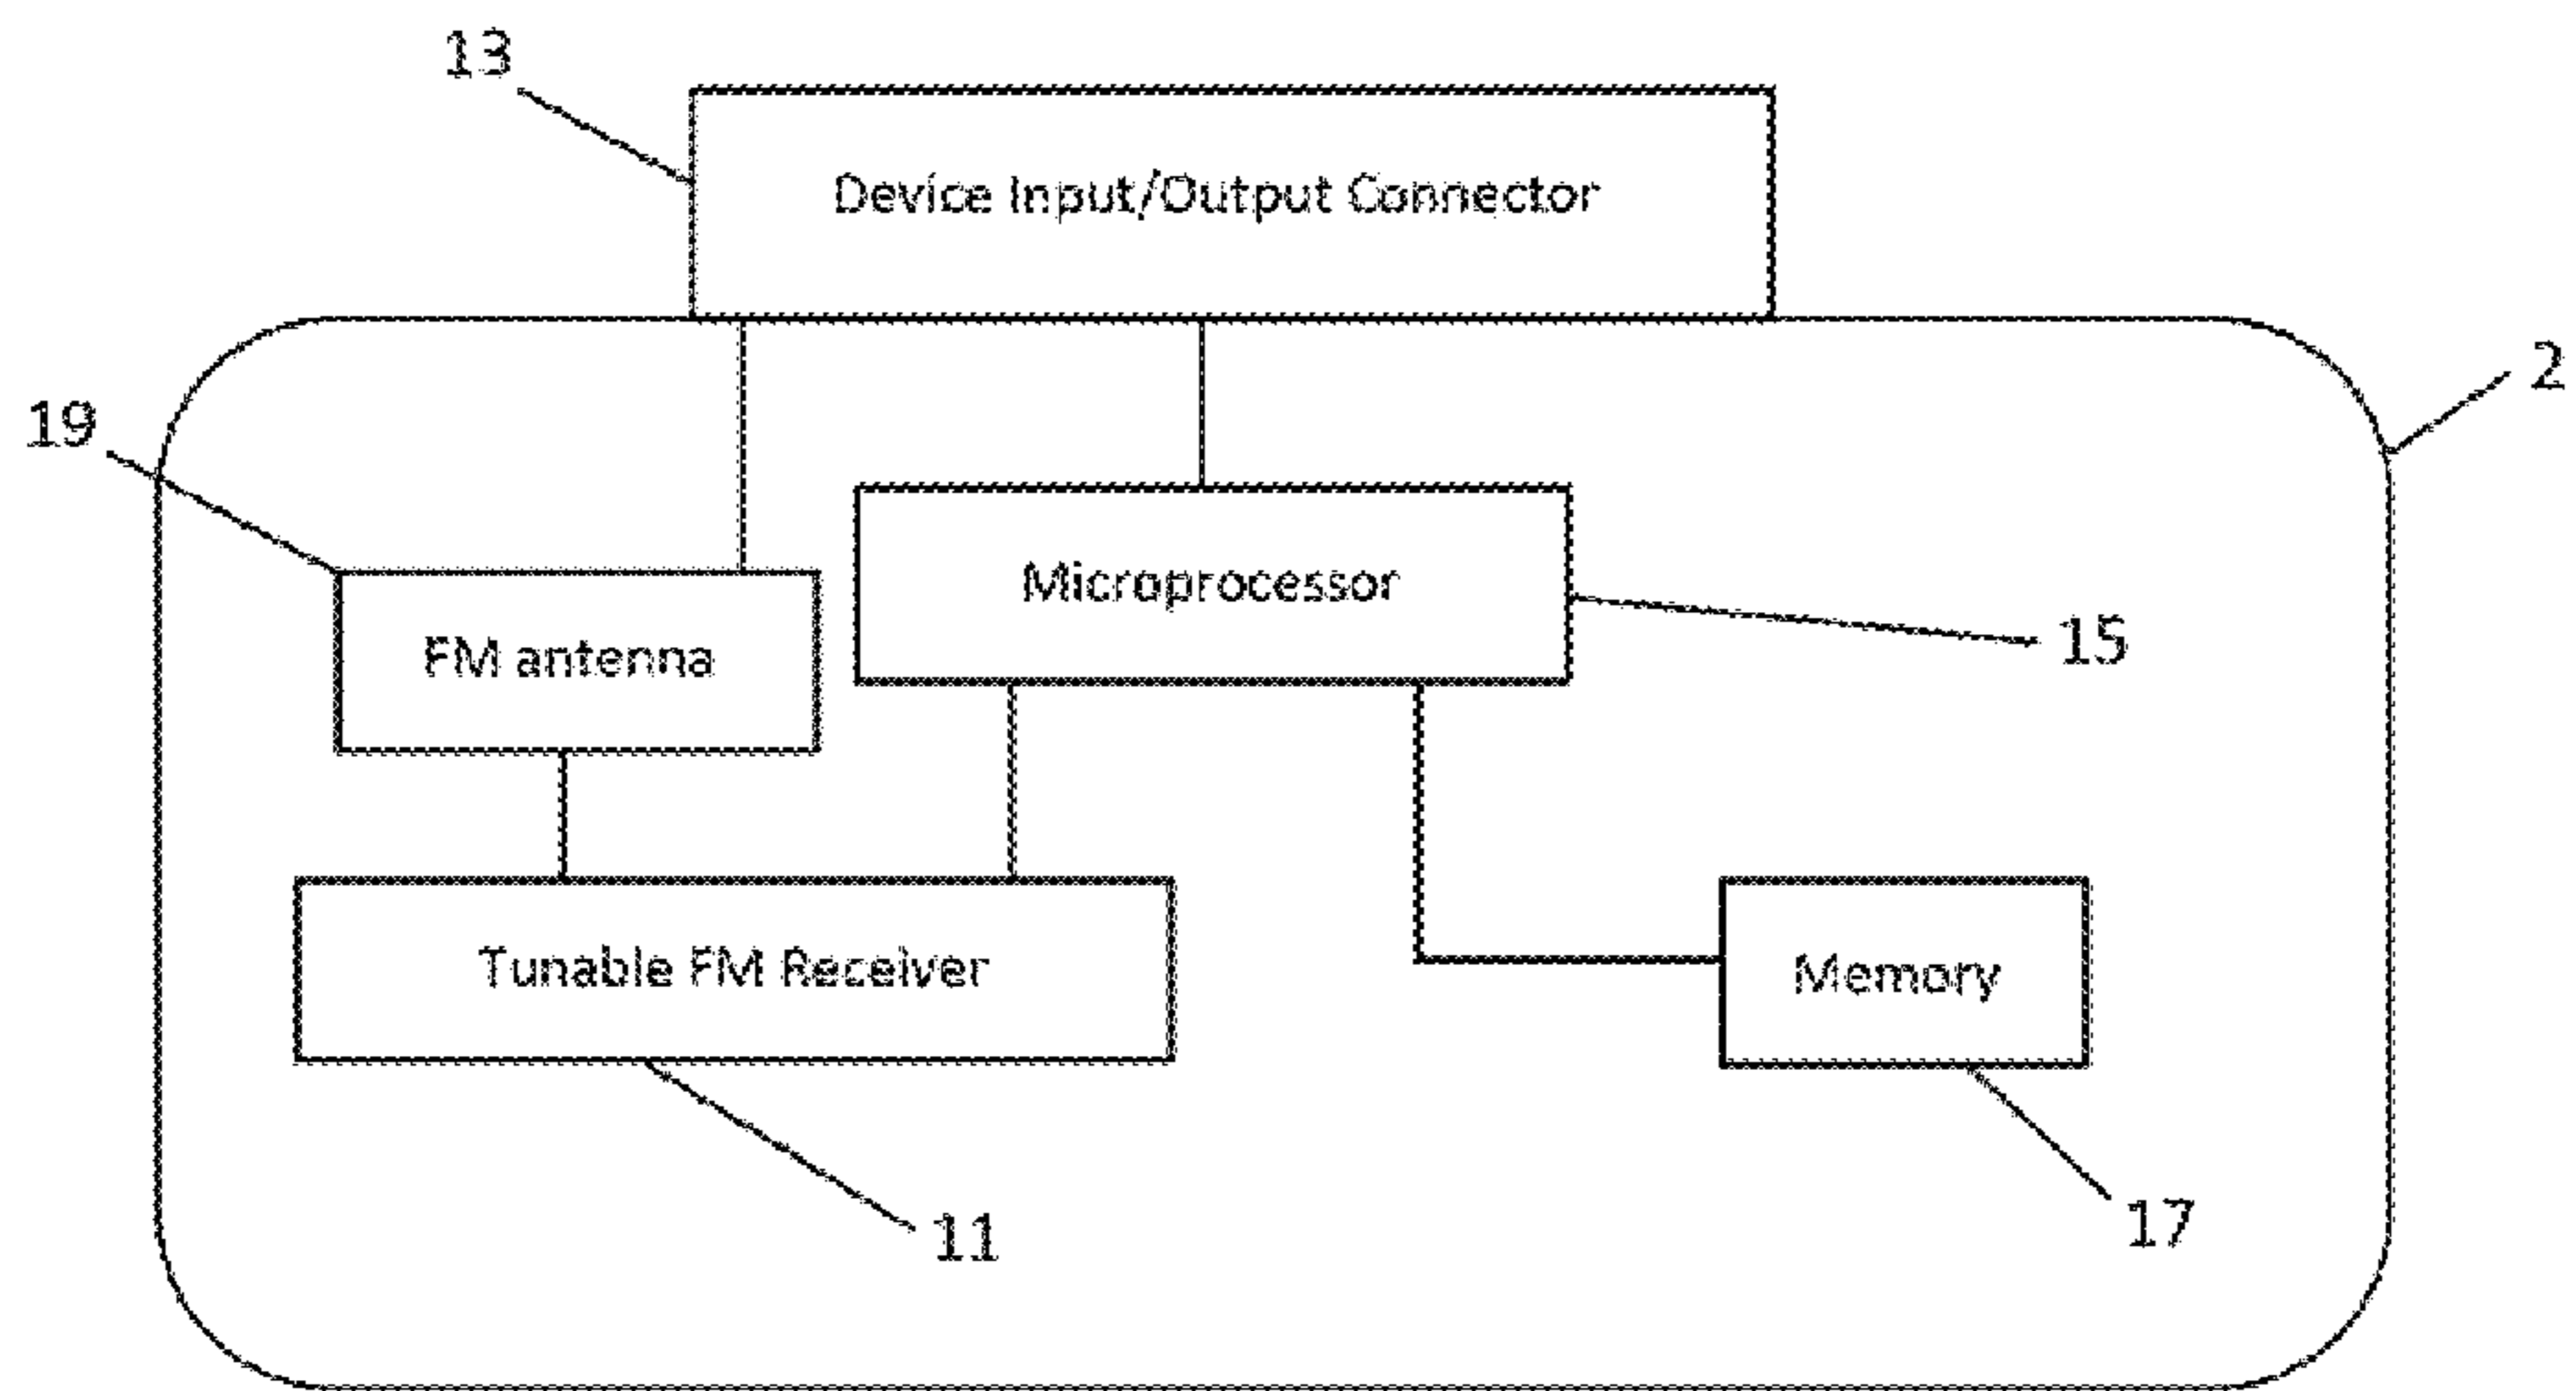 13
Device Input/Output Connector
2
19
Microprocessor
FM antenna
15
Tunable FM Receiver
Memory
11
17